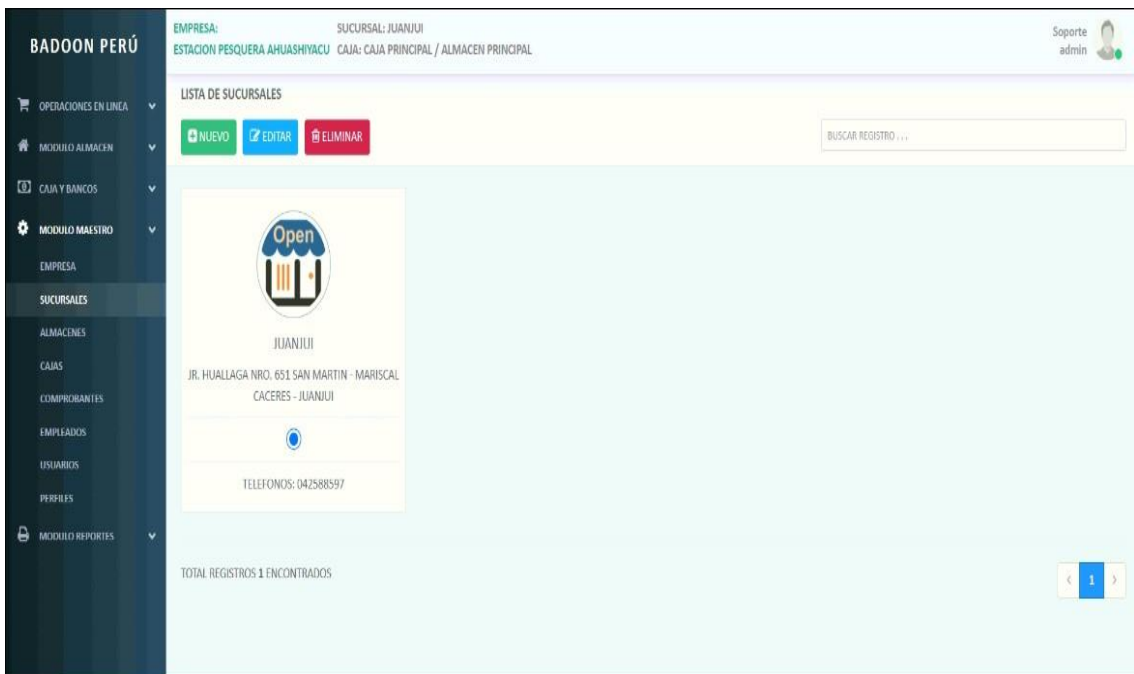 BADOON PERÚ
OPERACIONES EN LINEA
MODULO ALMACEN
CAJA Y BANCOS
MODULO MAESTRO
EMPRESA
SUCURSALES
ALMACENES
CAJAS
COMPROBANTES
EMPLEADOS
USUARIOS
PERFILES
MODULO REPORTES
EMPRESA: SUCURSAL: JUANJUI
ESTACION PESQUERA AHUASHIYACU CAJA: CAJA PRINCIPAL / ALMACEN PRINCIPAL
Soporte
admin
LISTA DE SUCURSALES
NUEVO EDITAR ELIMINAR BUSCAR REGISTRO . . .
Open
JUANJUI
JR. HUALLAGA NRO. 651 SAN MARTIN - MARISCAL
CACERES - JUANJUI
TELEFONOS: 042588597
TOTAL REGISTROS 1 ENCONTRADOS
< 1 >